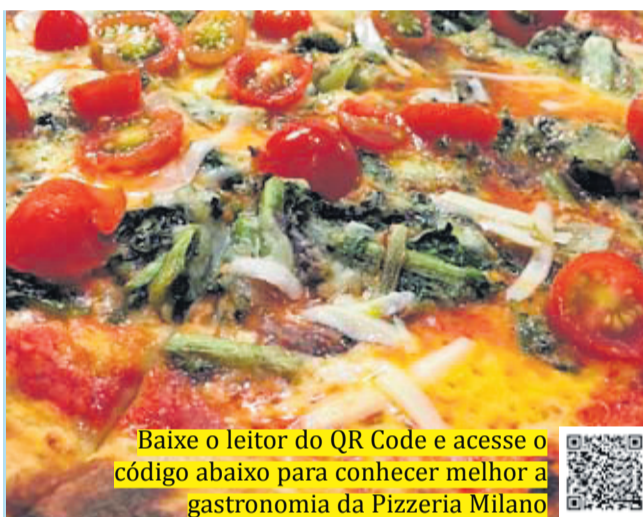 Baixe o leitor do QR Code e acesse o
código abaixo para conhecer melhor a
gastronomia da Pizzeria Milano